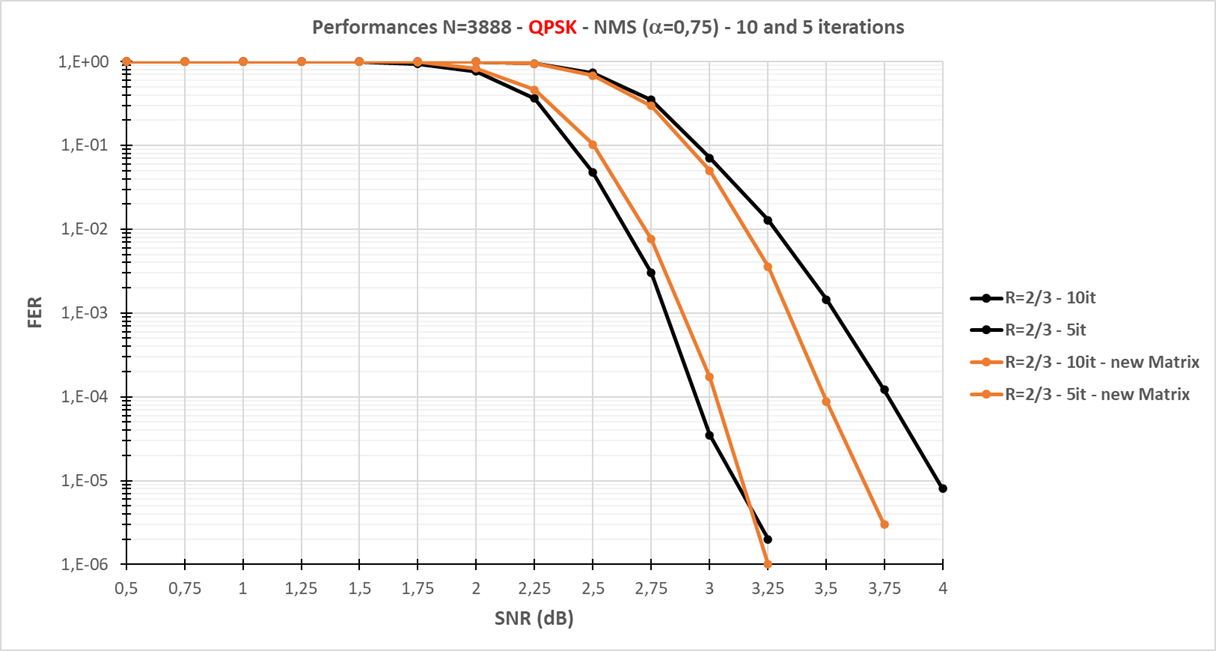 Performances N=3888 - QPSK - NMS (α=0,75) - 10 and 5 iterations
1,E+00
1,E-01
1,E-02
1,E-03
1,E-04
1,E-05
1,E-06
FER
0,5 0,75 1 1,25 1,5 1,75 2 2,25 2,5 2,75 3 3,25 3,5 3,75 4
SNR (dB)
R=2/3 - 10it
R=2/3 - 5it
R=2/3 - 10it - new Matrix
R=2/3 - 5it - new Matrix